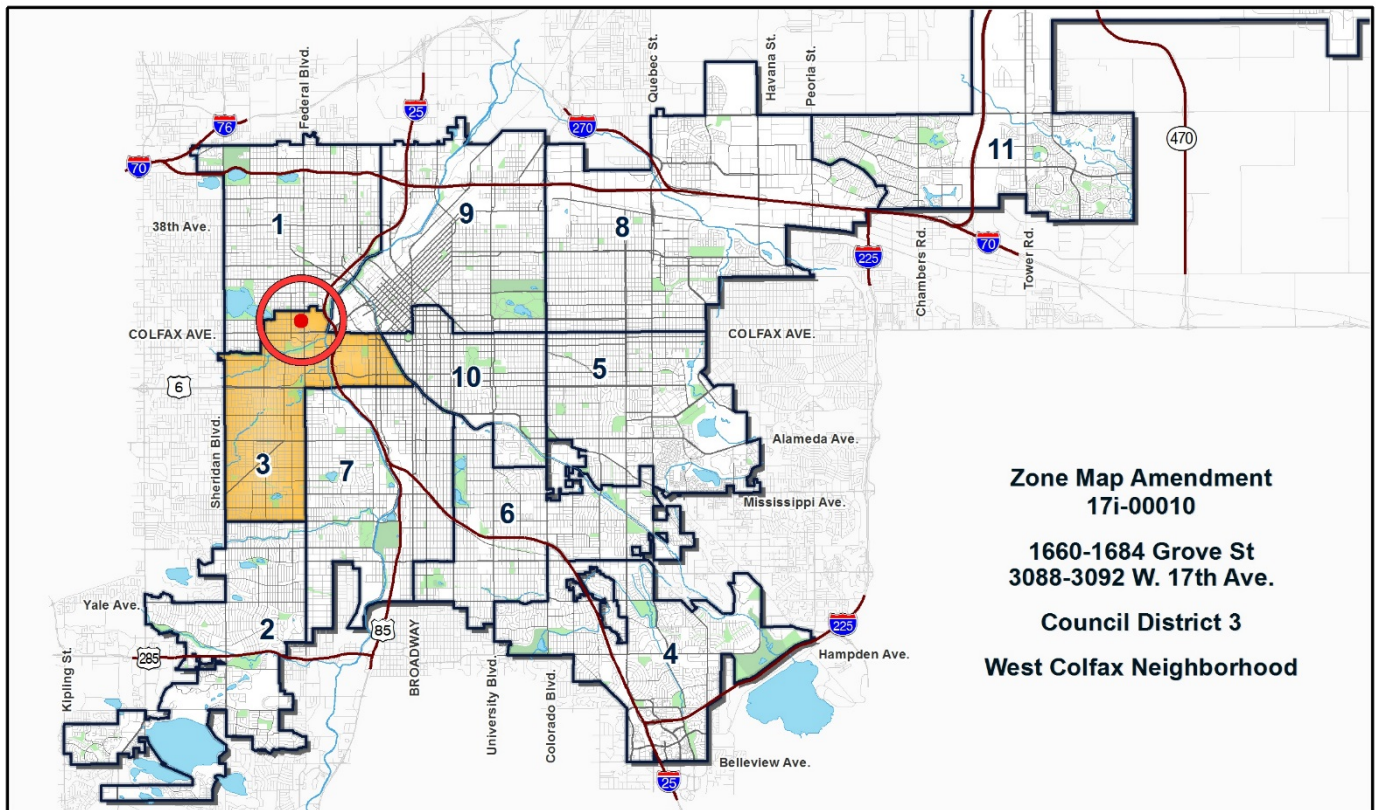 Federal Blvd.
25
Quebec St.
Havana St.
Peoria St.
76
270
70
470
11
38th Ave.
1
9
8
225
Chambers Rd.
70
Tower Rd.
COLFAX AVE.
COLFAX AVE.
6
10
5
Sheridan Blvd.
3
7
Alameda Ave.
6
Mississippi Ave.
Zone Map Amendment
17i-00010
1660-1684 Grove St
3088-3092 W. 17th Ave.
Council District 3
West Colfax Neighborhood
Yale Ave.
2
85
285
Kipling St.
BROADWAY
University Blvd.
Colorado Blvd.
4
225
Hampden Ave.
Belleview Ave.
25